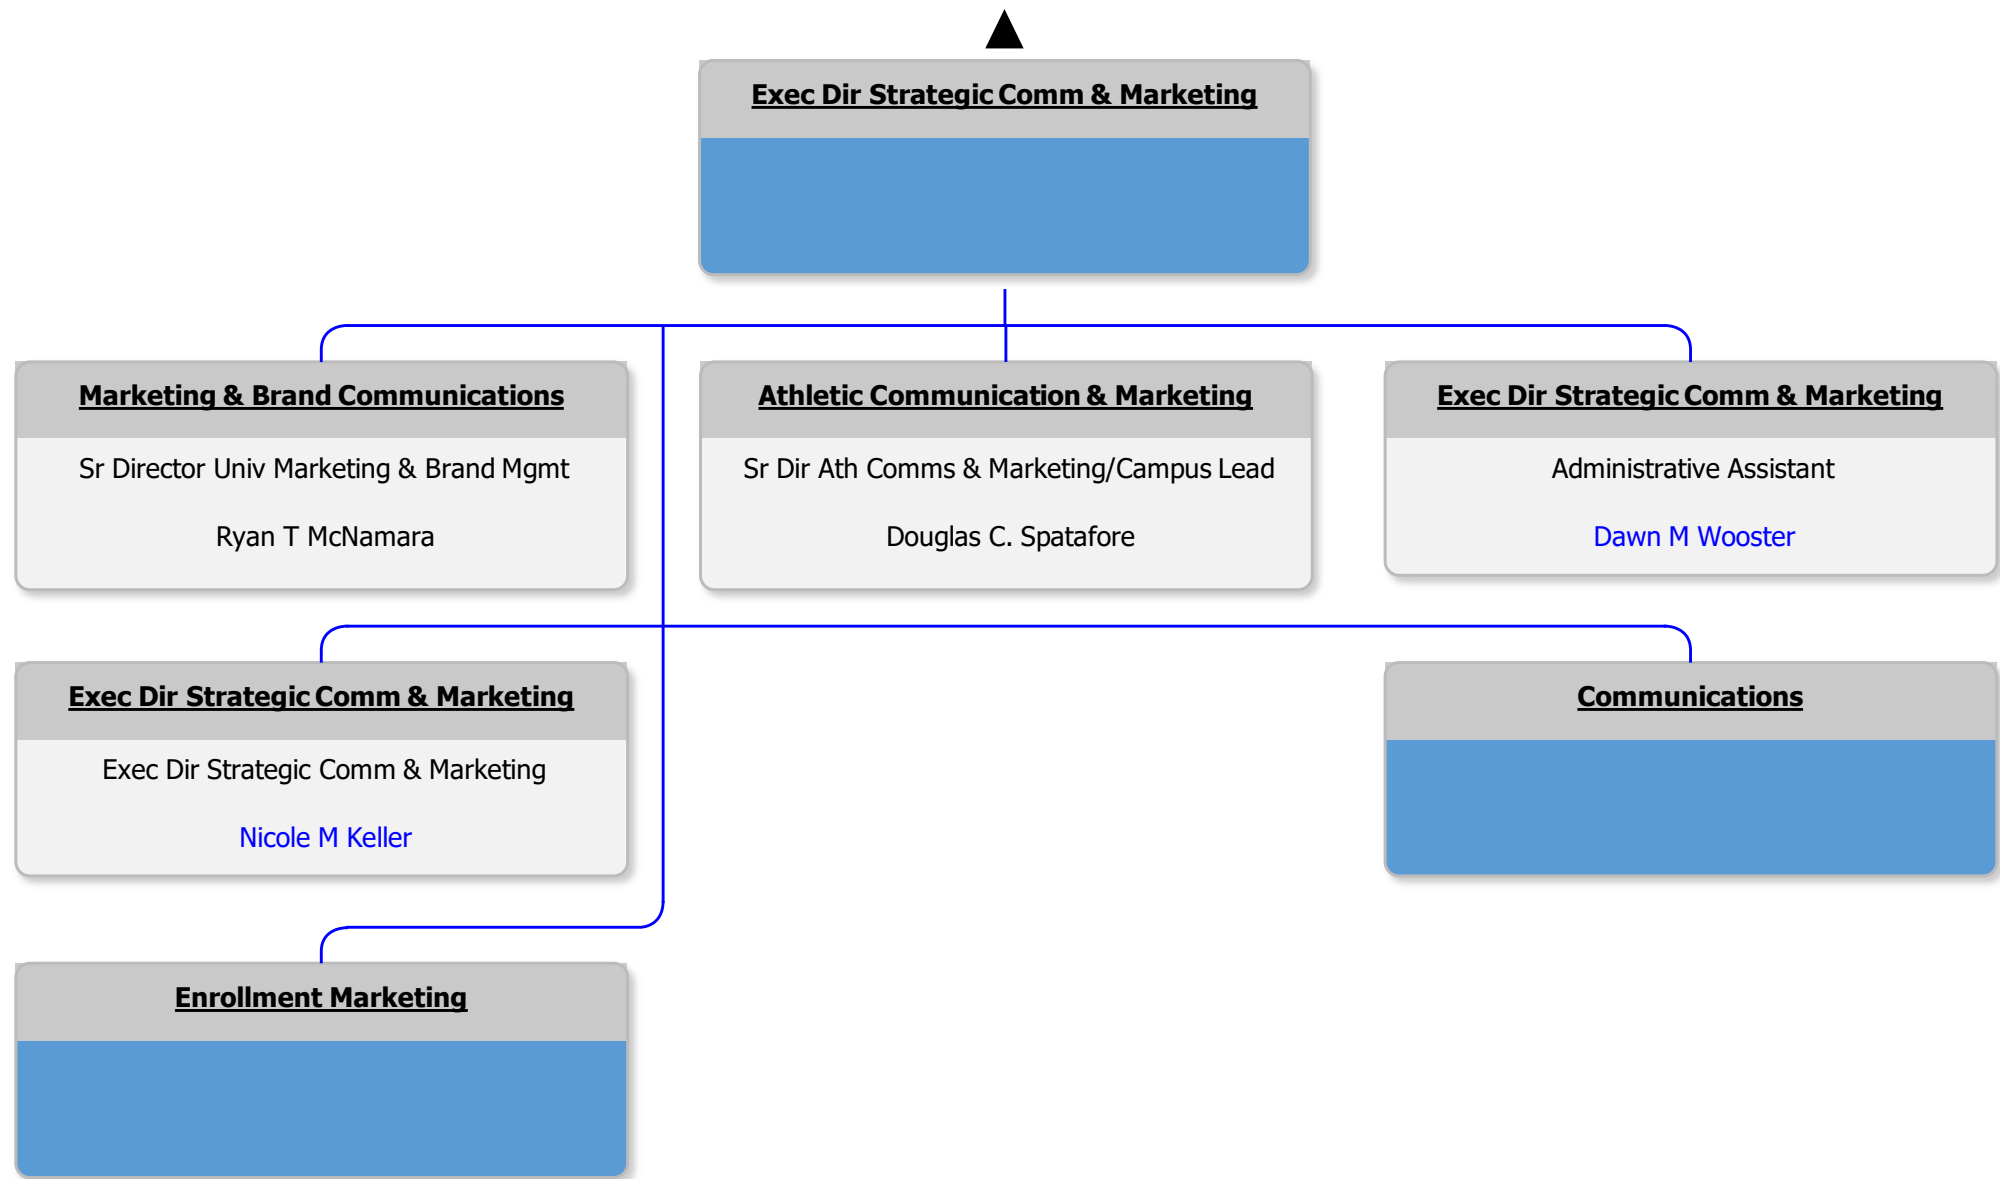 Exec Dir Strategic Comm & Marketing
Marketing & Brand Communications
Sr Director Univ Marketing & Brand Mgmt
Ryan T McNamara
Athletic Communication & Marketing
Sr Dir Ath Comms & Marketing/Campus Lead
Douglas C. Spatafore
Exec Dir Strategic Comm & Marketing
Administrative Assistant
Dawn M Wooster
Exec Dir Strategic Comm & Marketing
Exec Dir Strategic Comm & Marketing
Nicole M Keller
Communications
Enrollment Marketing